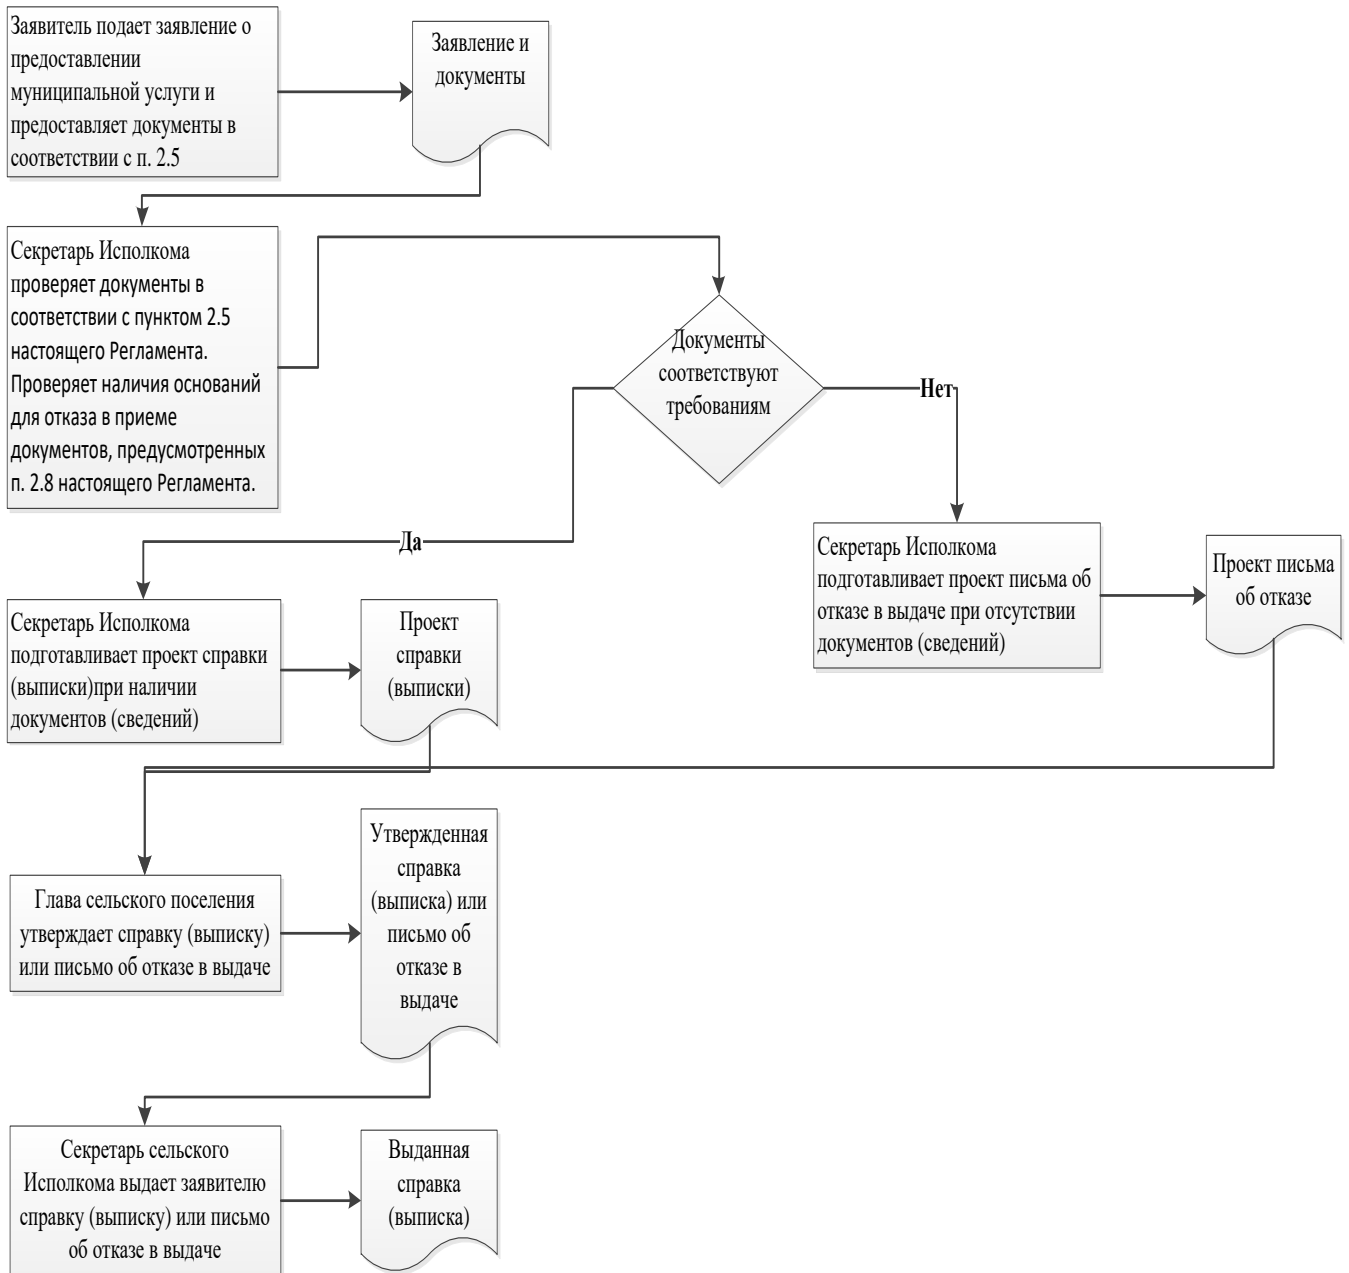 Заявитель подает заявление о
предоставлении
муниципальной услуги и
предоставляет документы в
соответствии с п. 2.5
Заявление и
документы
Секретарь Исполкома
проверяет документы в
соответствии с пунктом 2.5
настоящего Регламента.
Проверяет наличия оснований
для отказа в приеме
документов, предусмотренных
п. 2.8 настоящего Регламента.
Документы
соответствуют
требованиям
Нет
Да
Секретарь Исполкома
подготавливает проект письма об
отказе в выдаче при отсутствии
документов (сведений)
Проект письма
об отказе
Секретарь Исполкома
подготавливает проект справки
(выписки)при наличии
документов (сведений)
Проект
справки
(выписки)
Глава сельского поселения
утверждает справку (выписку)
или письмо об отказе в выдаче
Утвержденная
справка
(выписка) или
письмо об
отказе в
выдаче
Секретарь сельского
Исполкома выдает заявителю
справку (выписку) или письмо
об отказе в выдаче
Выданная
справка
(выписка)